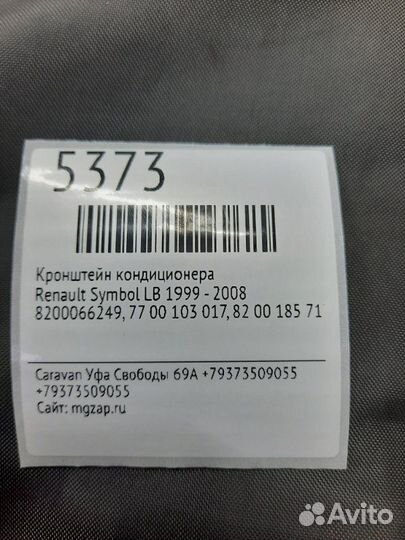 5373
Кронштейн кондиционера
Renault Symbol LB 1999 - 2008
8200066249, 77 00 103 017, 82 00 185 71
Caravan Уфа Свободы 69А +79373509055
+79373509055
Сайт: mgzap.ru
Avito